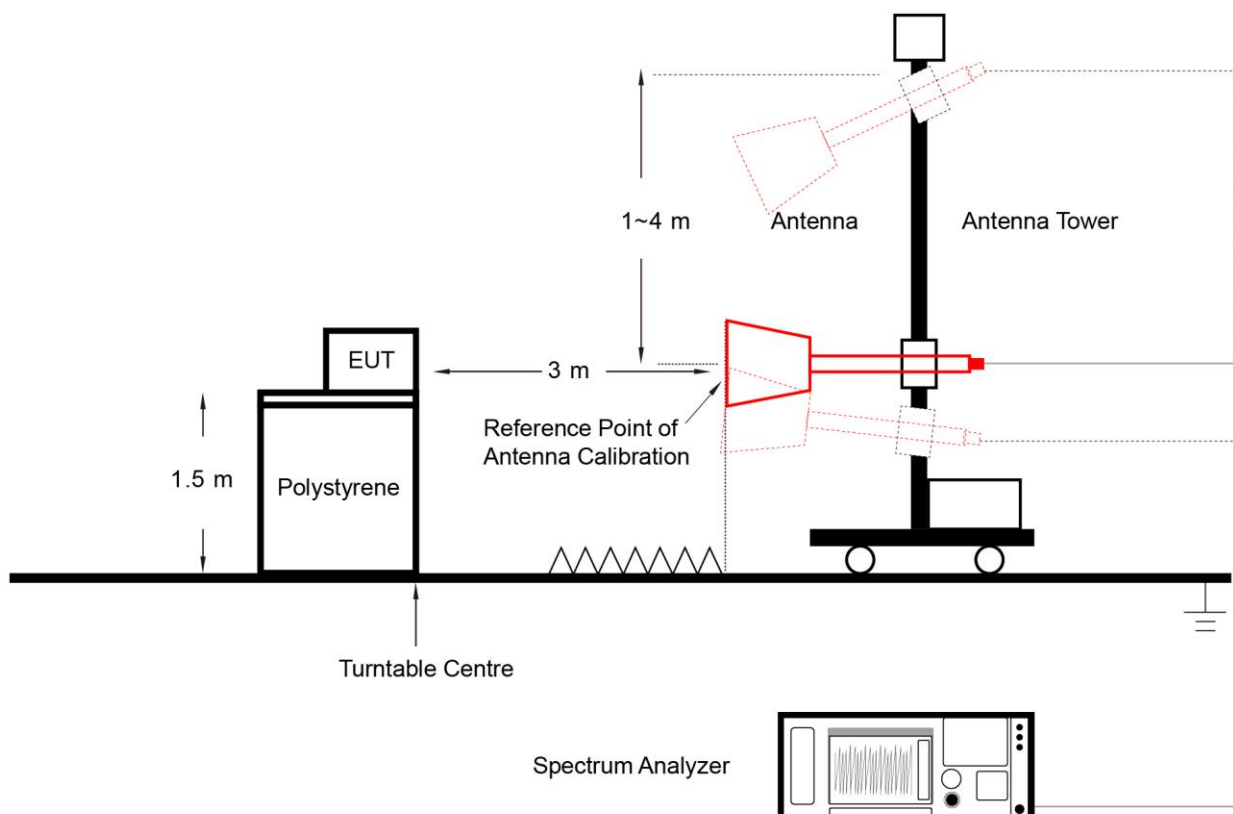 1~4 m
Antenna
Antenna Tower
EUT
3 m
Reference Point of
Antenna Calibration
1.5 m
Polystyrene
Turntable Centre
Spectrum Analyzer